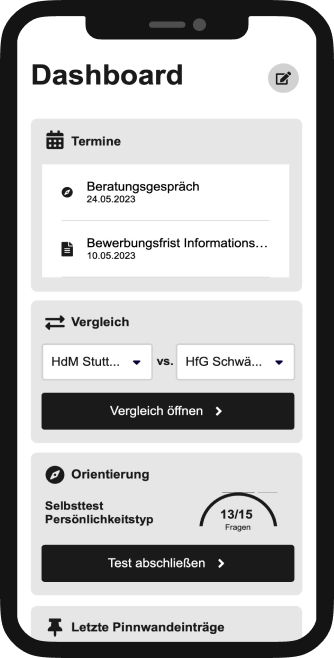 Dashboard
Termine
Beratungsgespräch
24.05.2023
Bewerbungsfrist Informations...
10.05.2023
Vergleich
HdM Stutt... vs. HfG Schwä...
Vergleich öffnen
Orientierung
Selbsttest
Persönlichkeitstyp
13/15
Fragen
Test abschließen
Letzte Pinnwandeinträge